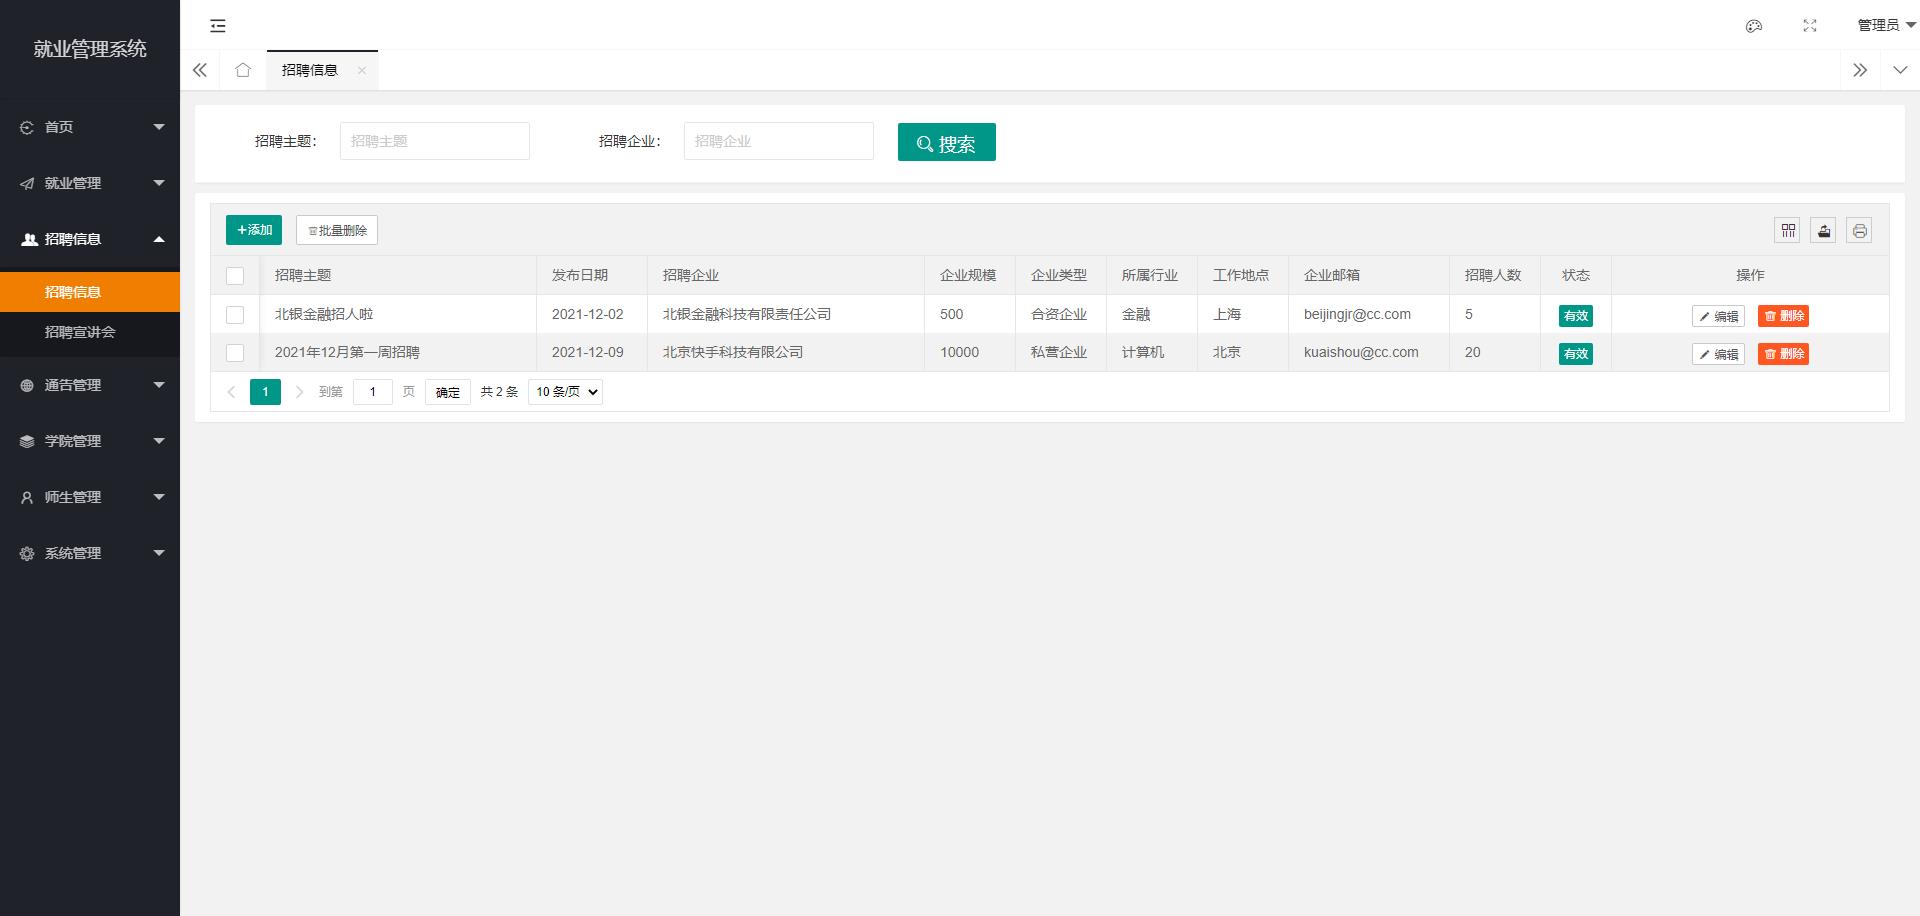 就业管理系统
管理员
招聘信息
首页
就业管理
招聘信息
招聘信息
招聘宣讲会
通告管理
学院管理
师生管理
系统管理
招聘主题: 招聘主题 招聘企业: 招聘企业 搜索
+添加 批量删除
招聘主题 发布日期 招聘企业 企业规模 企业类型 所属行业 工作地点 企业邮箱 招聘人数 状态 操作
北银金融招人啦 2021-12-02 北银金融科技有限责任公司 500 合资企业 金融 上海 beijingjr@cc.com 5 有效 编辑 删除
2021年12月第一周招聘 2021-12-09 北京快手科技有限公司 10000 私营企业 计算机 北京 kuaishou@cc.com 20 有效 编辑 删除
1 到第 1 页 确定 共 2 条 10 条/页